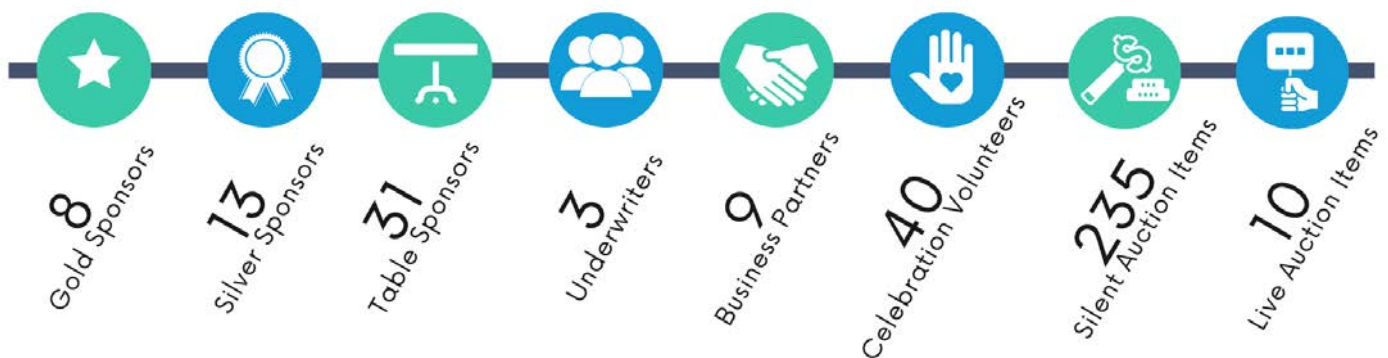 8
Gold Sponsors
13
Silver Sponsors
31
Table Sponsors
3
Underwriters
9
Business Partners
40
Celebration Volunteers
235
Silent Auction Items
10
Live Auction Items